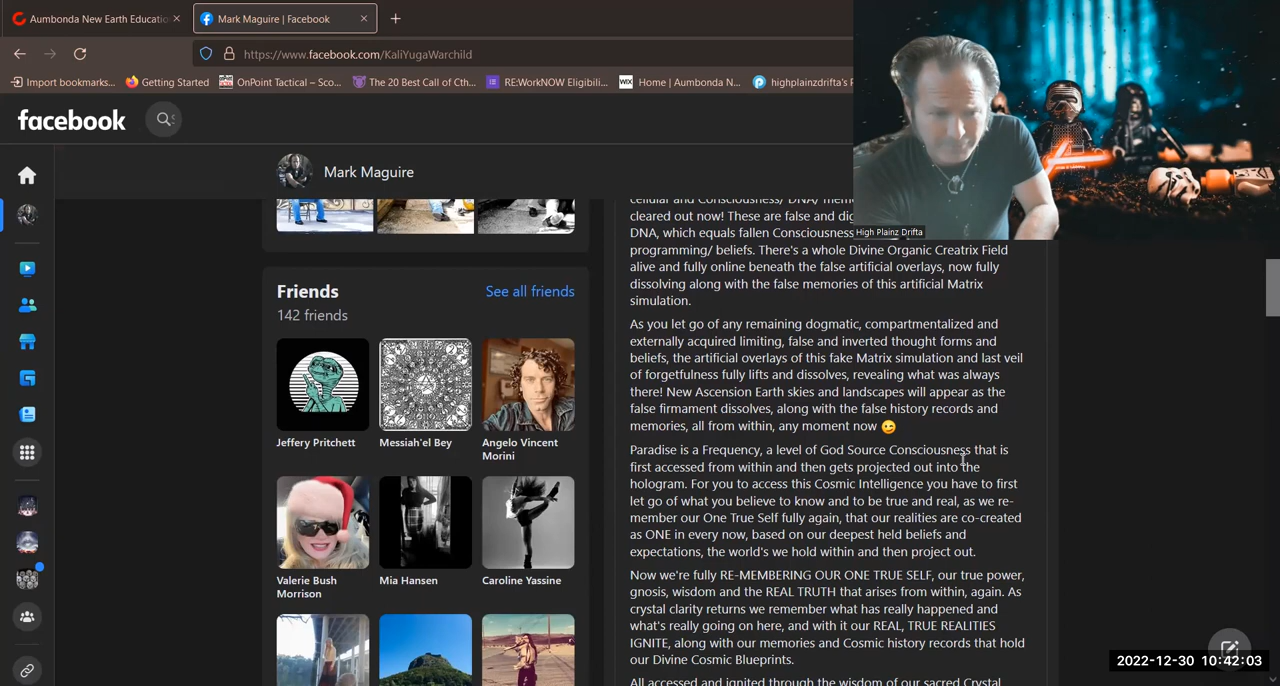 Aumbonda New Earth Educatio
Mark Maguire | Facebook
https://www.facebook.com/KaliYugaWarchild
Import bookmarks...
Getting Started
OnPoint Tactical – Sco...
The 20 Best Call of Cth...
RE:WorkNOW Eligibili...
WIX
Home | Aumbonda N...
highplainzdrifta's
facebook
Mark Maguire
Friends
See all friends
142 friends
Jeffery Pritchett
Messiah'el Bey
Angelo Vincent
Morini
Valerie Bush
Morrison
Mia Hansen
Caroline Yassine
cellular and Consciousness/ DNA/
cleared out now! These are false and
DNA, which equals fallen Consciousness
programming/ beliefs. There's a whole Divine Organic Creatrix Field
alive and fully online beneath the false artificial overlays, now fully
dissolving along with the false memories of this artificial Matrix
simulation.
As you let go of any remaining dogmatic, compartmentalized and
externally acquired limiting, false and inverted thought forms and
beliefs, the artificial overlays of this fake Matrix simulation and last veil
of forgetfulness fully lifts and dissolves, revealing what was always
there! New Ascension Earth skies and landscapes will appear as the
false firmament dissolves, along with the false history records and
memories, all from within, any moment now 😉
Paradise is a Frequency, a level of God Source Consciousness that is
first accessed from within and then gets projected out into the
hologram. For you to access this Cosmic Intelligence you have to first
let go of what you believe to know and to be true and real, as we re-
member our One True Self fully again, that our realities are co-created
as ONE in every now, based on our deepest held beliefs and
expectations, the world's we hold within and then project out.
Now we're fully RE-MEMBERING OUR ONE TRUE SELF, our true power,
gnosis, wisdom and the REAL TRUTH that arises from within, again. As
crystal clarity returns we remember what has really happened and
what's really going on here, and with it our REAL, TRUE REALITIES
IGNITE, along with our memories and Cosmic history records that hold
our Divine Cosmic Blueprints.
All accessed and ignited through the wisdom of our sacred Crystal
High Plainz Drifta
2022-12-30 10:42:03